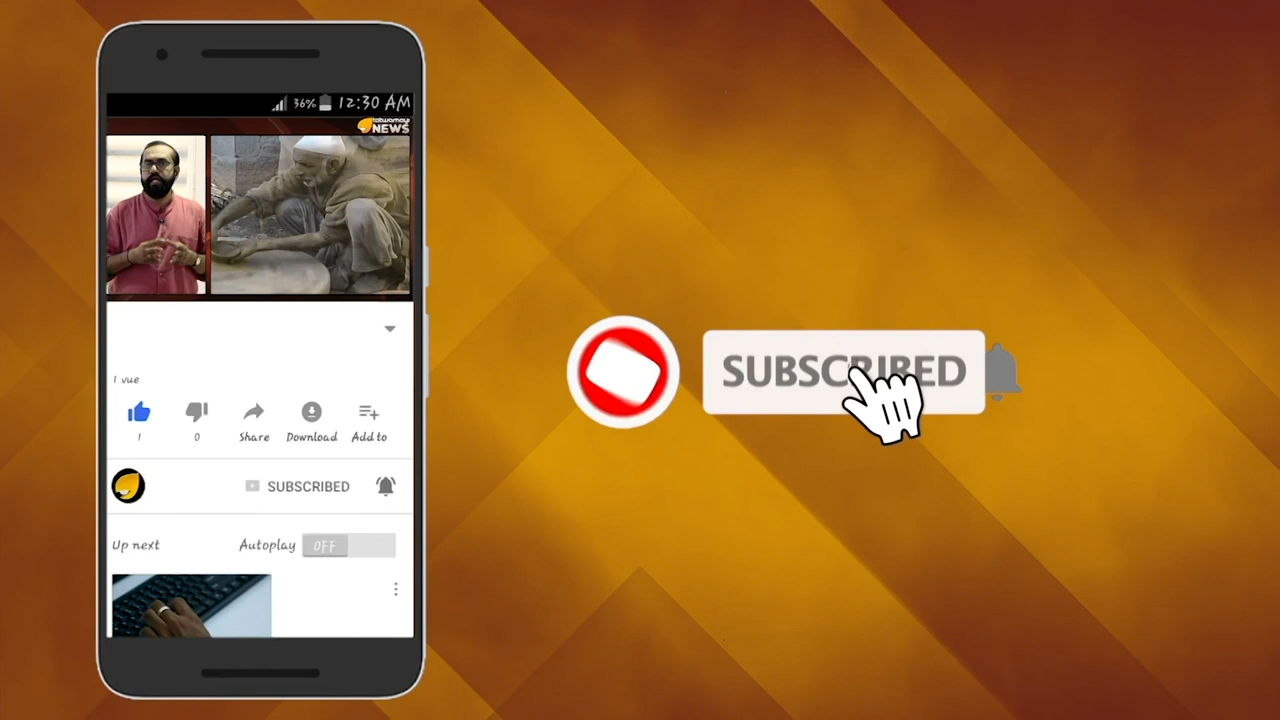 36% 12:30 AM
tatwamayi
NEWS
1 vue
1
0
Share
Download
Add to
SUBSCRIBED
Up next
Autoplay
OFF
SUBSCRIBED